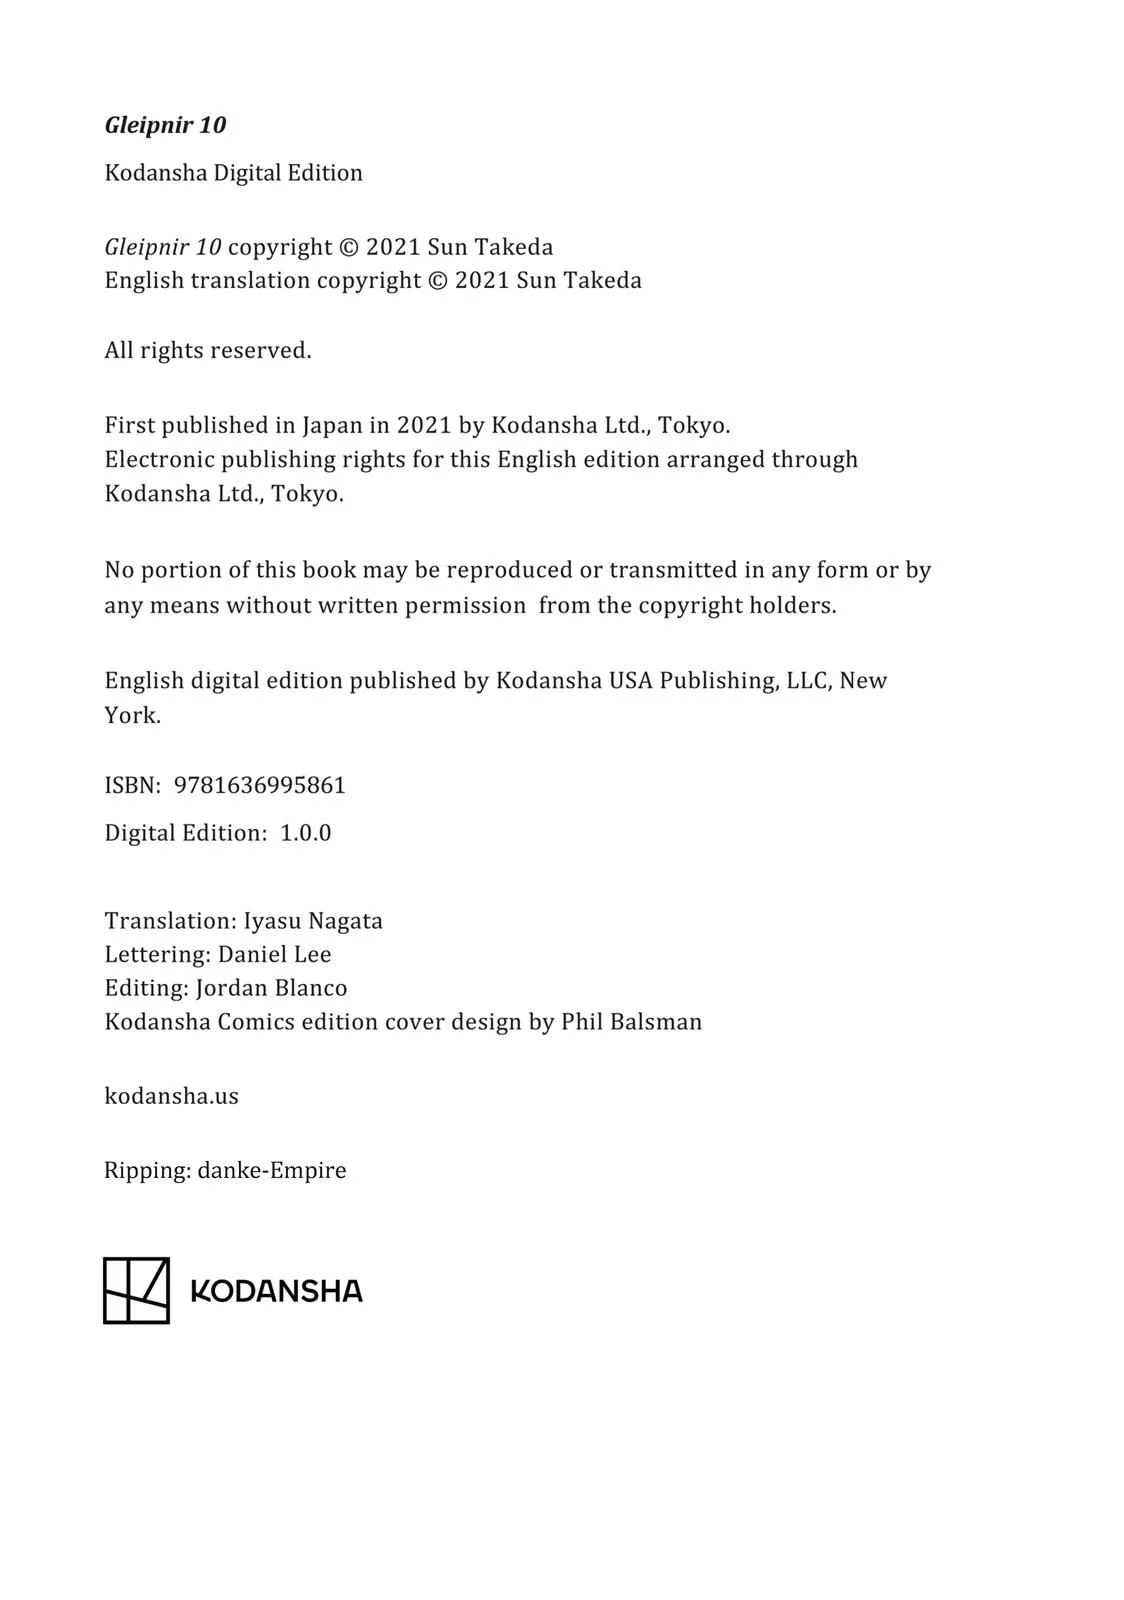 Gleipnir 10
Kodansha Digital Edition
Gleipnir 10 copyright © 2021 Sun Takeda
English translation copyright © 2021 Sun Takeda
All rights reserved.
First published in Japan in 2021 by Kodansha Ltd., Tokyo.
Electronic publishing rights for this English edition arranged through
Kodansha Ltd., Tokyo.
No portion of this book may be reproduced or transmitted in any form or by
any means without written permission  from the copyright holders.
English digital edition published by Kodansha USA Publishing, LLC, New
York.
ISBN:  9781636995861
Digital Edition:  1.0.0
Translation: Iyasu Nagata
Lettering: Daniel Lee
Editing: Jordan Blanco
Kodansha Comics edition cover design by Phil Balsman
kodansha.us
Ripping: danke-Empire
KODANSHA